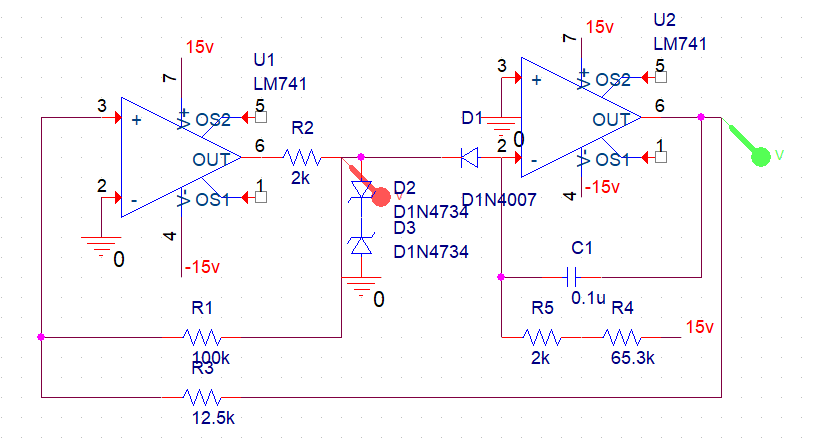 U2
LM741
15v
7
V+
3
+
OS2
5
6
OUT
2
-
V-
OS1
1
4
-15v
0
U1
LM741
15v
7
V+
3
+
OS2
5
6
OUT
2
-
V-
OS1
1
4
-15v
0
R2
2k
D1
D1N4007
D2
D1N4734
D3
D1N4734
0
V
V
C1
0.1u
R5
2k
R4
65.3k
15v
R1
100k
R3
12.5k